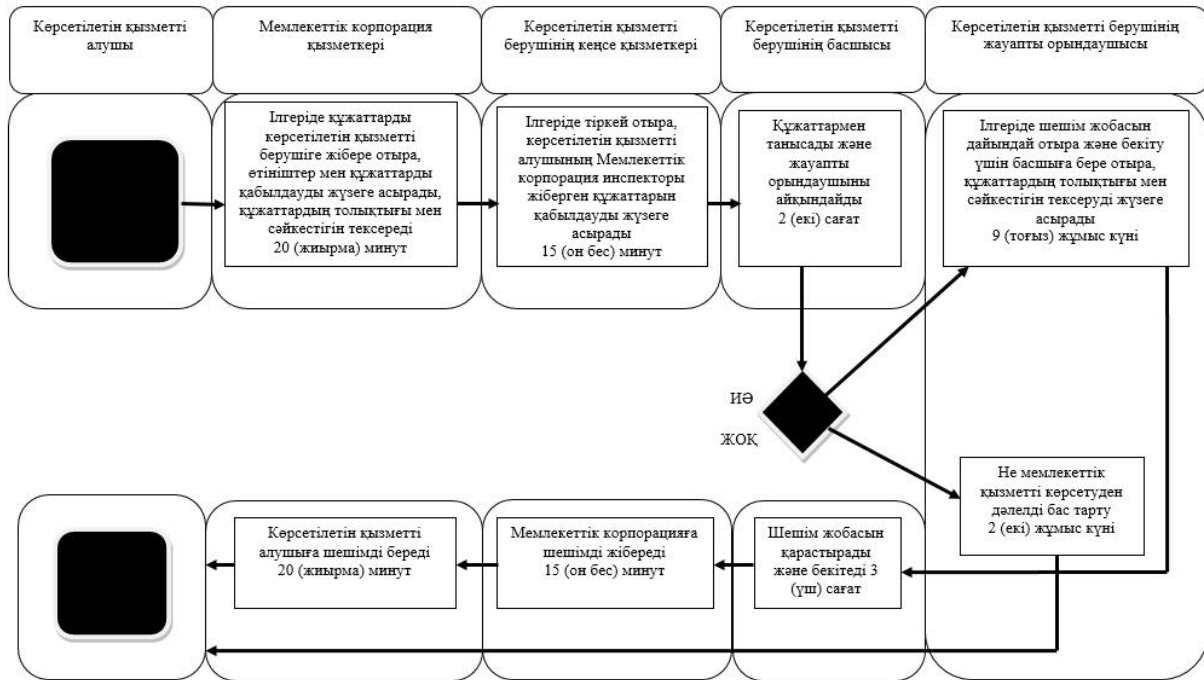 Көрсетілетін қызметті
алушы
Мемлекеттік корпорация
қызметкері
Көрсетілетін қызметті
берушінің кеңсе қызметкері
Көрсетілетін қызметті
берушінің басшысы
Көрсетілетін қызметті берушінің
жауапты орындаушысы
Ілгеріде құжаттарды
көрсетілетін қызметті
берушіге жібере отыра,
өтініштер мен құжаттарды
қабылдауды жүзеге асырады,
құжаттардың толықтығы мен
сәйкестігін тексереді
20 (жиырма) минут
Ілгеріде тіркей отыра,
көрсетілетін қызметті
алушының Мемлекеттік
корпорация инспекторы
жіберген құжаттарын
қабылдауды жүзеге
асырады
15 (он бес) минут
Құжаттармен
танысады және
жауапты
орындаушыны
айқындайды
2 (екі) сағат
Ілгеріде шешім жобасын
дайындай отыра және бекіту
үшін басшыға бере отыра,
құжаттардың толықтығы мен
сәйкестігін тексеруді жүзеге
асырады
9 (тоғыз) жұмыс күні
ИӘ
ЖОҚ
Не мемлекеттік
қызметті көрсетуден
дәлелді бас тарту
2 (екі) жұмыс күні
Көрсетілетін қызметті
алушыға шешімді береді
20 (жиырма) минут
Мемлекеттік корпорацияға
шешімді жібереді
15 (он бес) минут
Шешім жобасын
қарастырады
және бекітеді 3
(үш) сағат